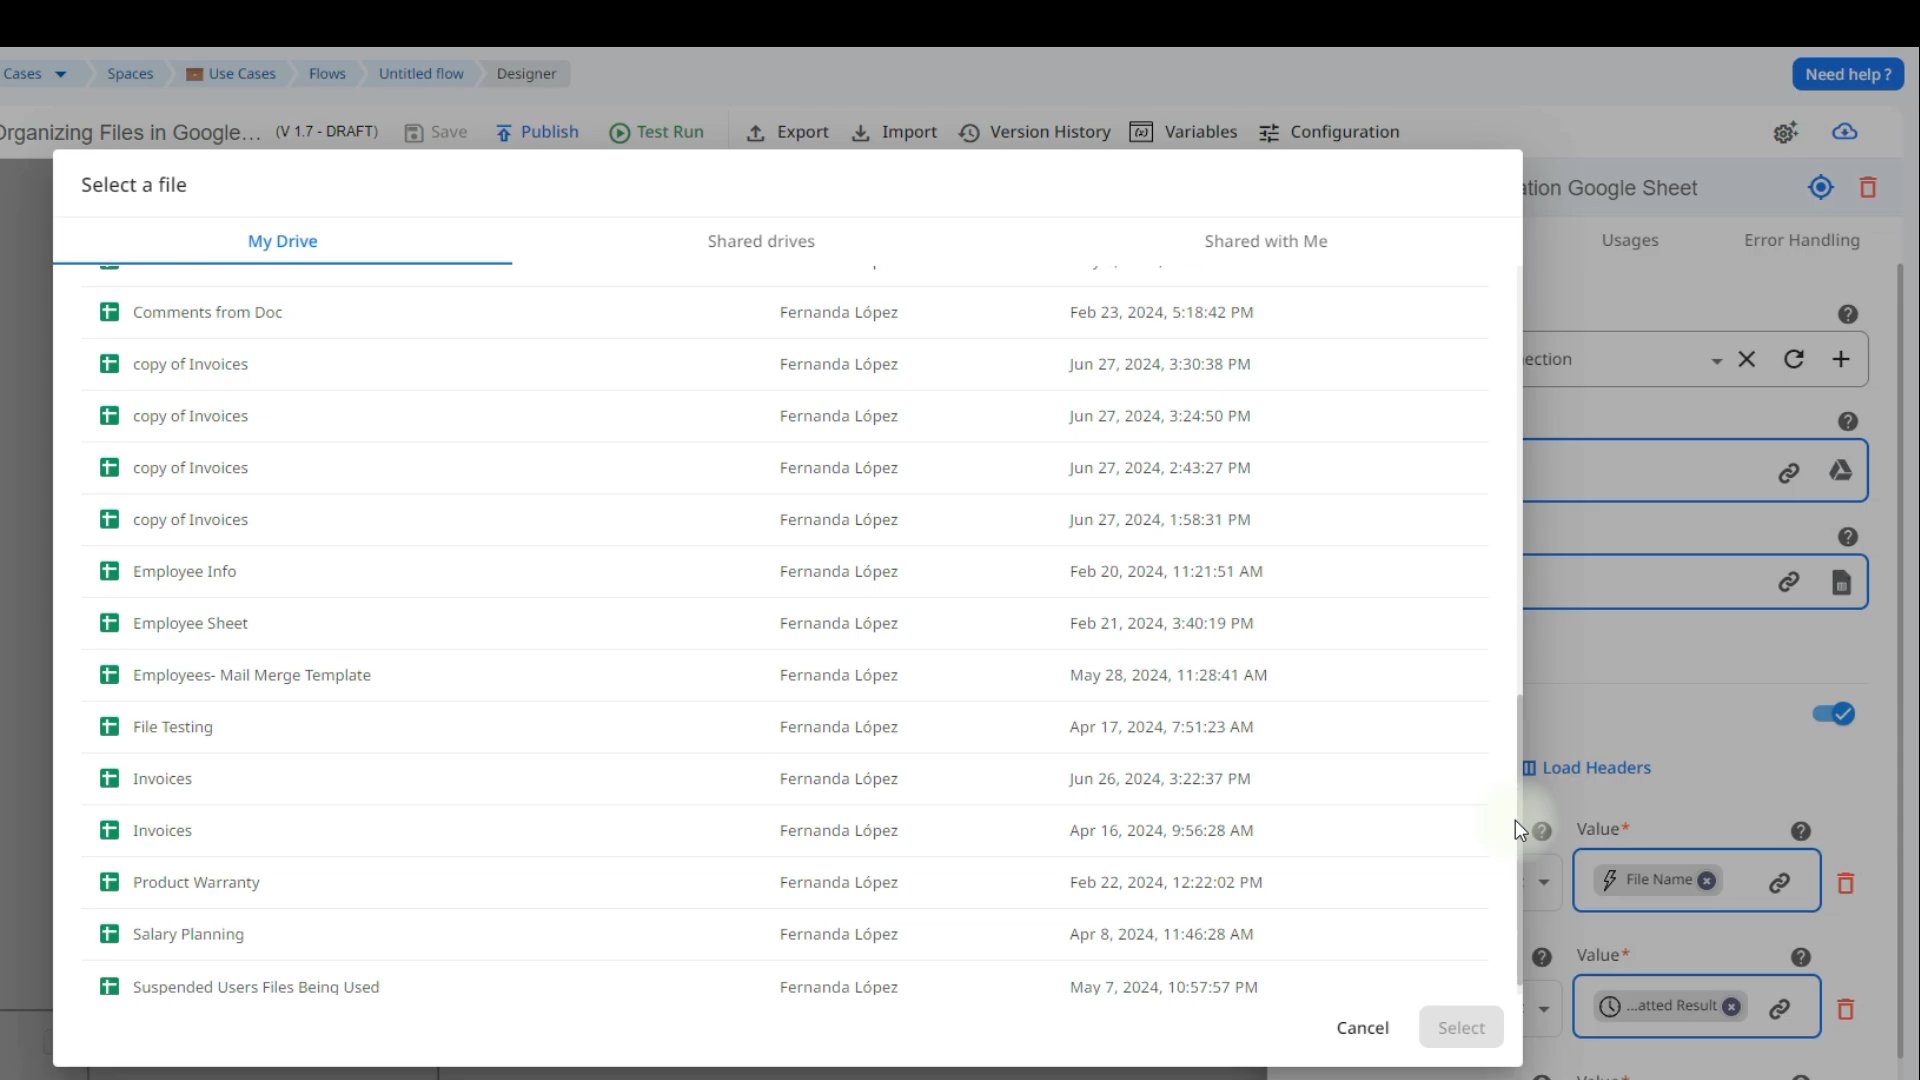 Cases Spaces Use Cases Flows Untitled flow Designer
Need help ?
Organizing Files in Google... (V 1.7 - DRAFT) Save Publish Test Run Export Import Version History Variables Configuration
Select a file
ation Google Sheet
My Drive Shared drives Shared with Me
Usages Error Handling
Comments from Doc Fernanda López Feb 23, 2024, 5:18:42 PM
copy of Invoices Fernanda López Jun 27, 2024, 3:30:38 PM
ection
copy of Invoices Fernanda López Jun 27, 2024, 3:24:50 PM
copy of Invoices Fernanda López Jun 27, 2024, 2:43:27 PM
copy of Invoices Fernanda López Jun 27, 2024, 1:58:31 PM
Employee Info Fernanda López Feb 20, 2024, 11:21:51 AM
Employee Sheet Fernanda López Feb 21, 2024, 3:40:19 PM
Employees- Mail Merge Template Fernanda López May 28, 2024, 11:28:41 AM
File Testing Fernanda López Apr 17, 2024, 7:51:23 AM
Load Headers
Invoices Fernanda López Jun 26, 2024, 3:22:37 PM
Invoices Fernanda López Apr 16, 2024, 9:56:28 AM
Value*
Product Warranty Fernanda López Feb 22, 2024, 12:22:02 PM
File Name
Salary Planning Fernanda López Apr 8, 2024, 11:46:28 AM
Value*
Suspended Users Files Being Used Fernanda López May 7, 2024, 10:57:57 PM
...atted Result
Cancel Select